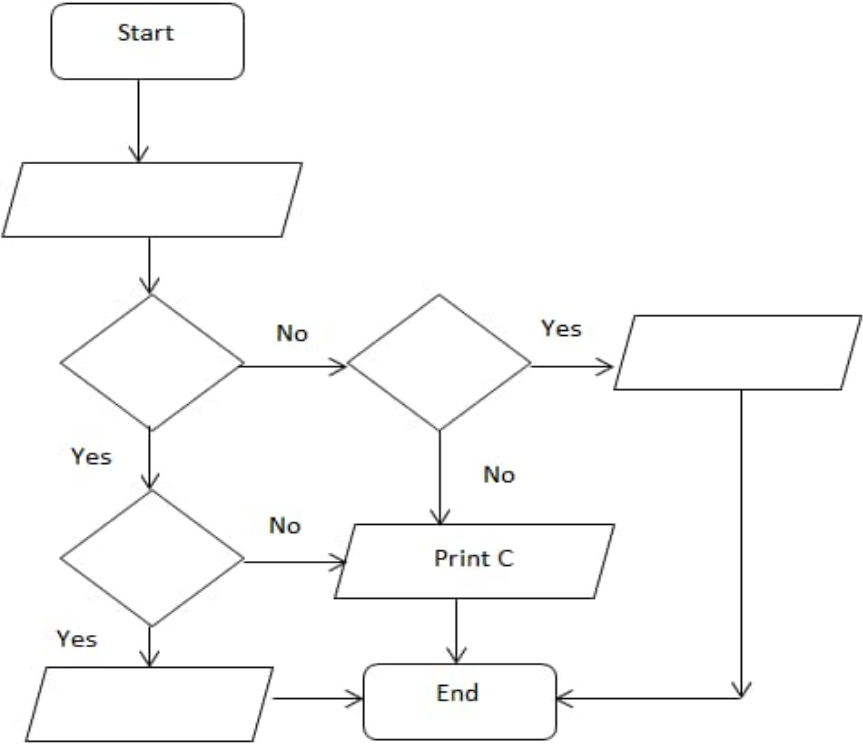 Start
No
Yes
Yes
No
No
Print C
Yes
End